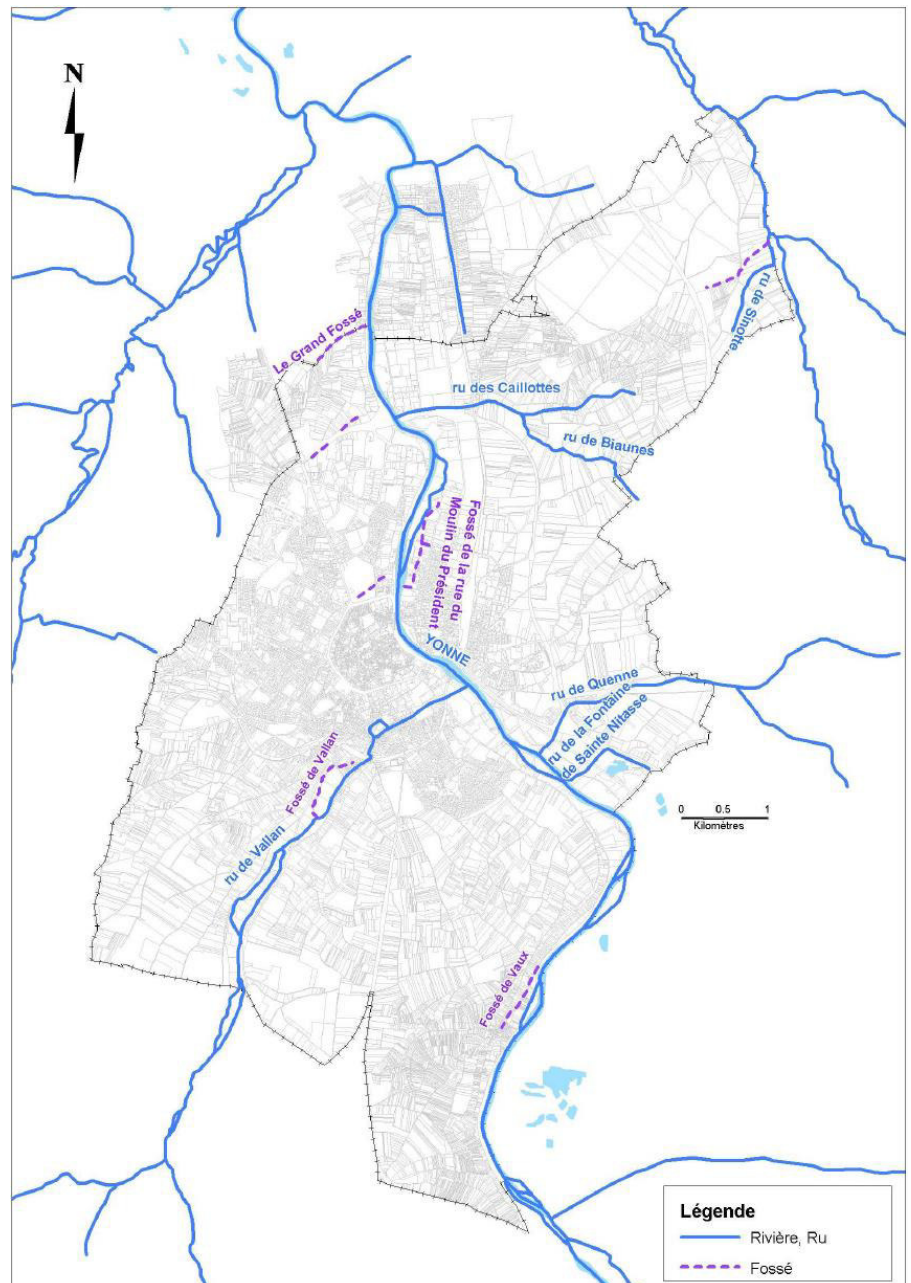 N
Le Grand Fossé
ru de Sinotte
ru des Caillottes
ru de Biaunes
Fossé de la rue du
Moulin du Président
YONNE
ru de Quenne
ru de la Fontaine
de Sainte Nitasse
Fossé de Vallan
ru de Vallan
0 0.5 1
Kilomètres
Fossé de Vaux
Légende
Rivière, Ru
Fossé